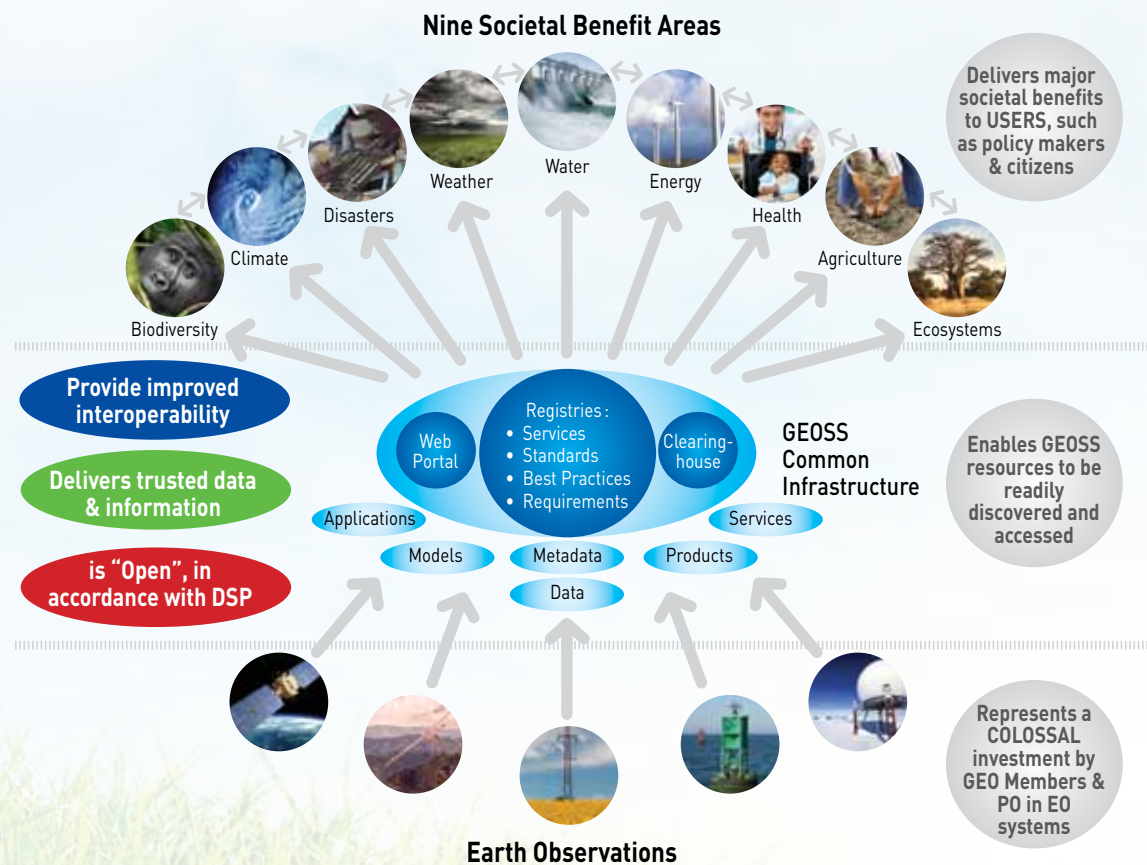 Nine Societal Benefit Areas
Delivers major
societal benefits
to USERS, such
as policy makers
& citizens
Water
Weather
Energy
Disasters
Health
Climate
Agriculture
Biodiversity
Ecosystems
Provide improved
interoperability
Delivers trusted data
& information
is “Open”, in
accordance with DSP
Web
Portal
Registries:
• Services
• Standards
• Best Practices
• Requirements
Clearing-
house
GEOSS
Common
Infrastructure
Applications
Services
Models
Metadata
Products
Data
Enables GEOSS
resources to be
readily
discovered and
accessed
Represents a
COLOSSAL
investment by
GEO Members &
PO in EO
systems
Earth Observations